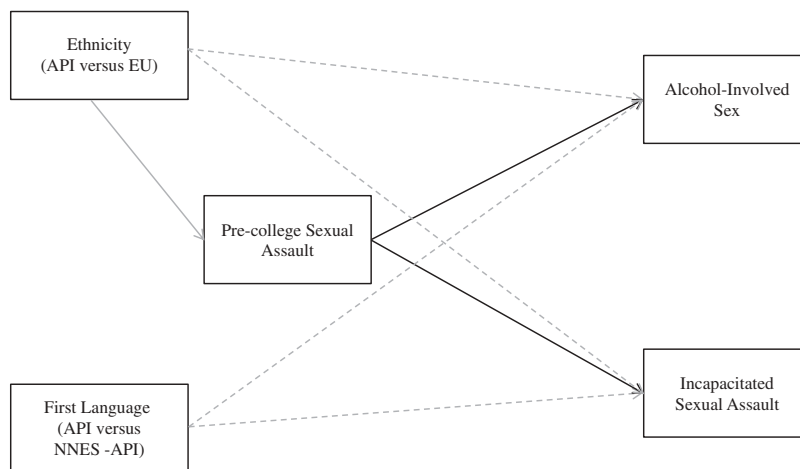 Ethnicity
(API versus EU)
Alcohol-Involved
Sex
Pre-college Sexual
Assault
First Language
(API versus
NNES -API)
Incapacitated
Sexual Assault